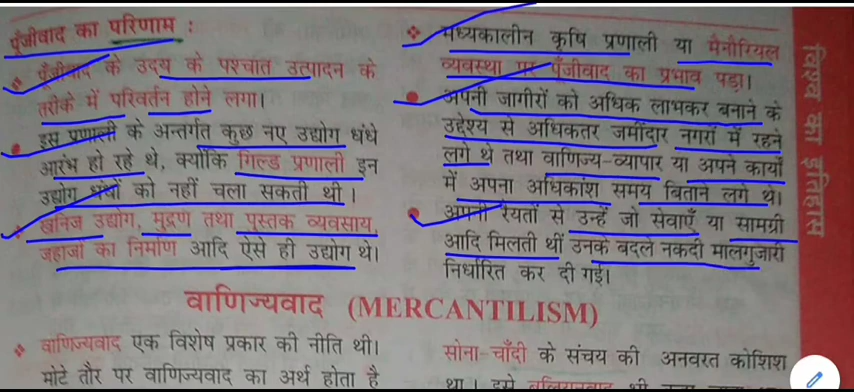 पूँजीवाद का परिणाम :
पूँजीवाद के उदय के पश्चात उत्पादन के
तरीके में परिवर्तन होने लगा।
इस प्रणाली के अन्तर्गत कुछ नए उद्योग धंधे
आरंभ हो रहे थे, क्योंकि गिल्ड प्रणाली इन
उद्योग धंधों को नहीं चला सकती थी।
खनिज उद्योग, मुद्रण तथा पुस्तक व्यवसाय,
जहाजों का निर्माण आदि ऐसे ही उद्योग थे।
मध्यकालीन कृषि प्रणाली या मैनोरियल
व्यवस्था पर पूँजीवाद का प्रभाव पड़ा।
अपनी जागीरों को अधिक लाभकर बनाने के
उद्देश्य से अधिकतर जमींदार नगरों में रहने
लगे थे तथा वाणिज्य-व्यापार या अपने कार्यों
में अपना अधिकांश समय बिताने लगे थे।
अपनी रैयतों से उन्हें जो सेवाएँ या सामग्री
आदि मिलती थीं उनके बदले नकदी मालगुजारी
निर्धारित कर दी गई।
वाणिज्यवाद (MERCANTILISM)
वाणिज्यवाद एक विशेष प्रकार की नीति थी।
मोटे तौर पर वाणिज्यवाद का अर्थ होता है
सोना-चाँदी के संचय की अनवरत कोशिश
था। इसे
विश्व का इतिहास